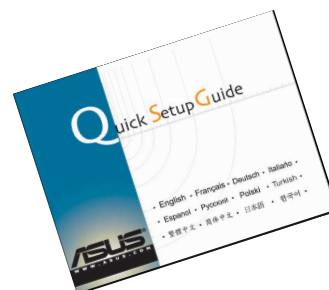 Quick Setup Guide
• English • Français • Deutsch • Italiano •
• Espanol • Русский • Polski • Turkish •
• 繁體中文 • 简体中文 • 日本語 • 한국어 •
ASUS
WWW.ASUS.COM